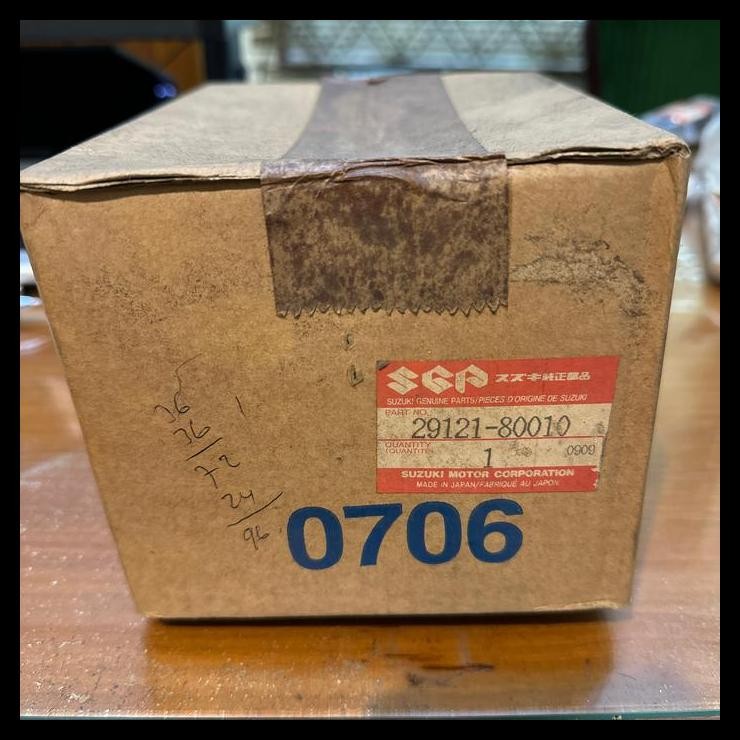 SGP スズキ純正部品
SUZUKI GENUINE PARTS/PIECES D'ORIGINE DE SUZUKI
PART NO.
29121-80010
QUANTITY
(QUANTITE)
1
0909
SUZUKI MOTOR CORPORATION
MADE IN JAPAN/FABRIQUÉ AU JAPON
0706
36
36
72
24
96